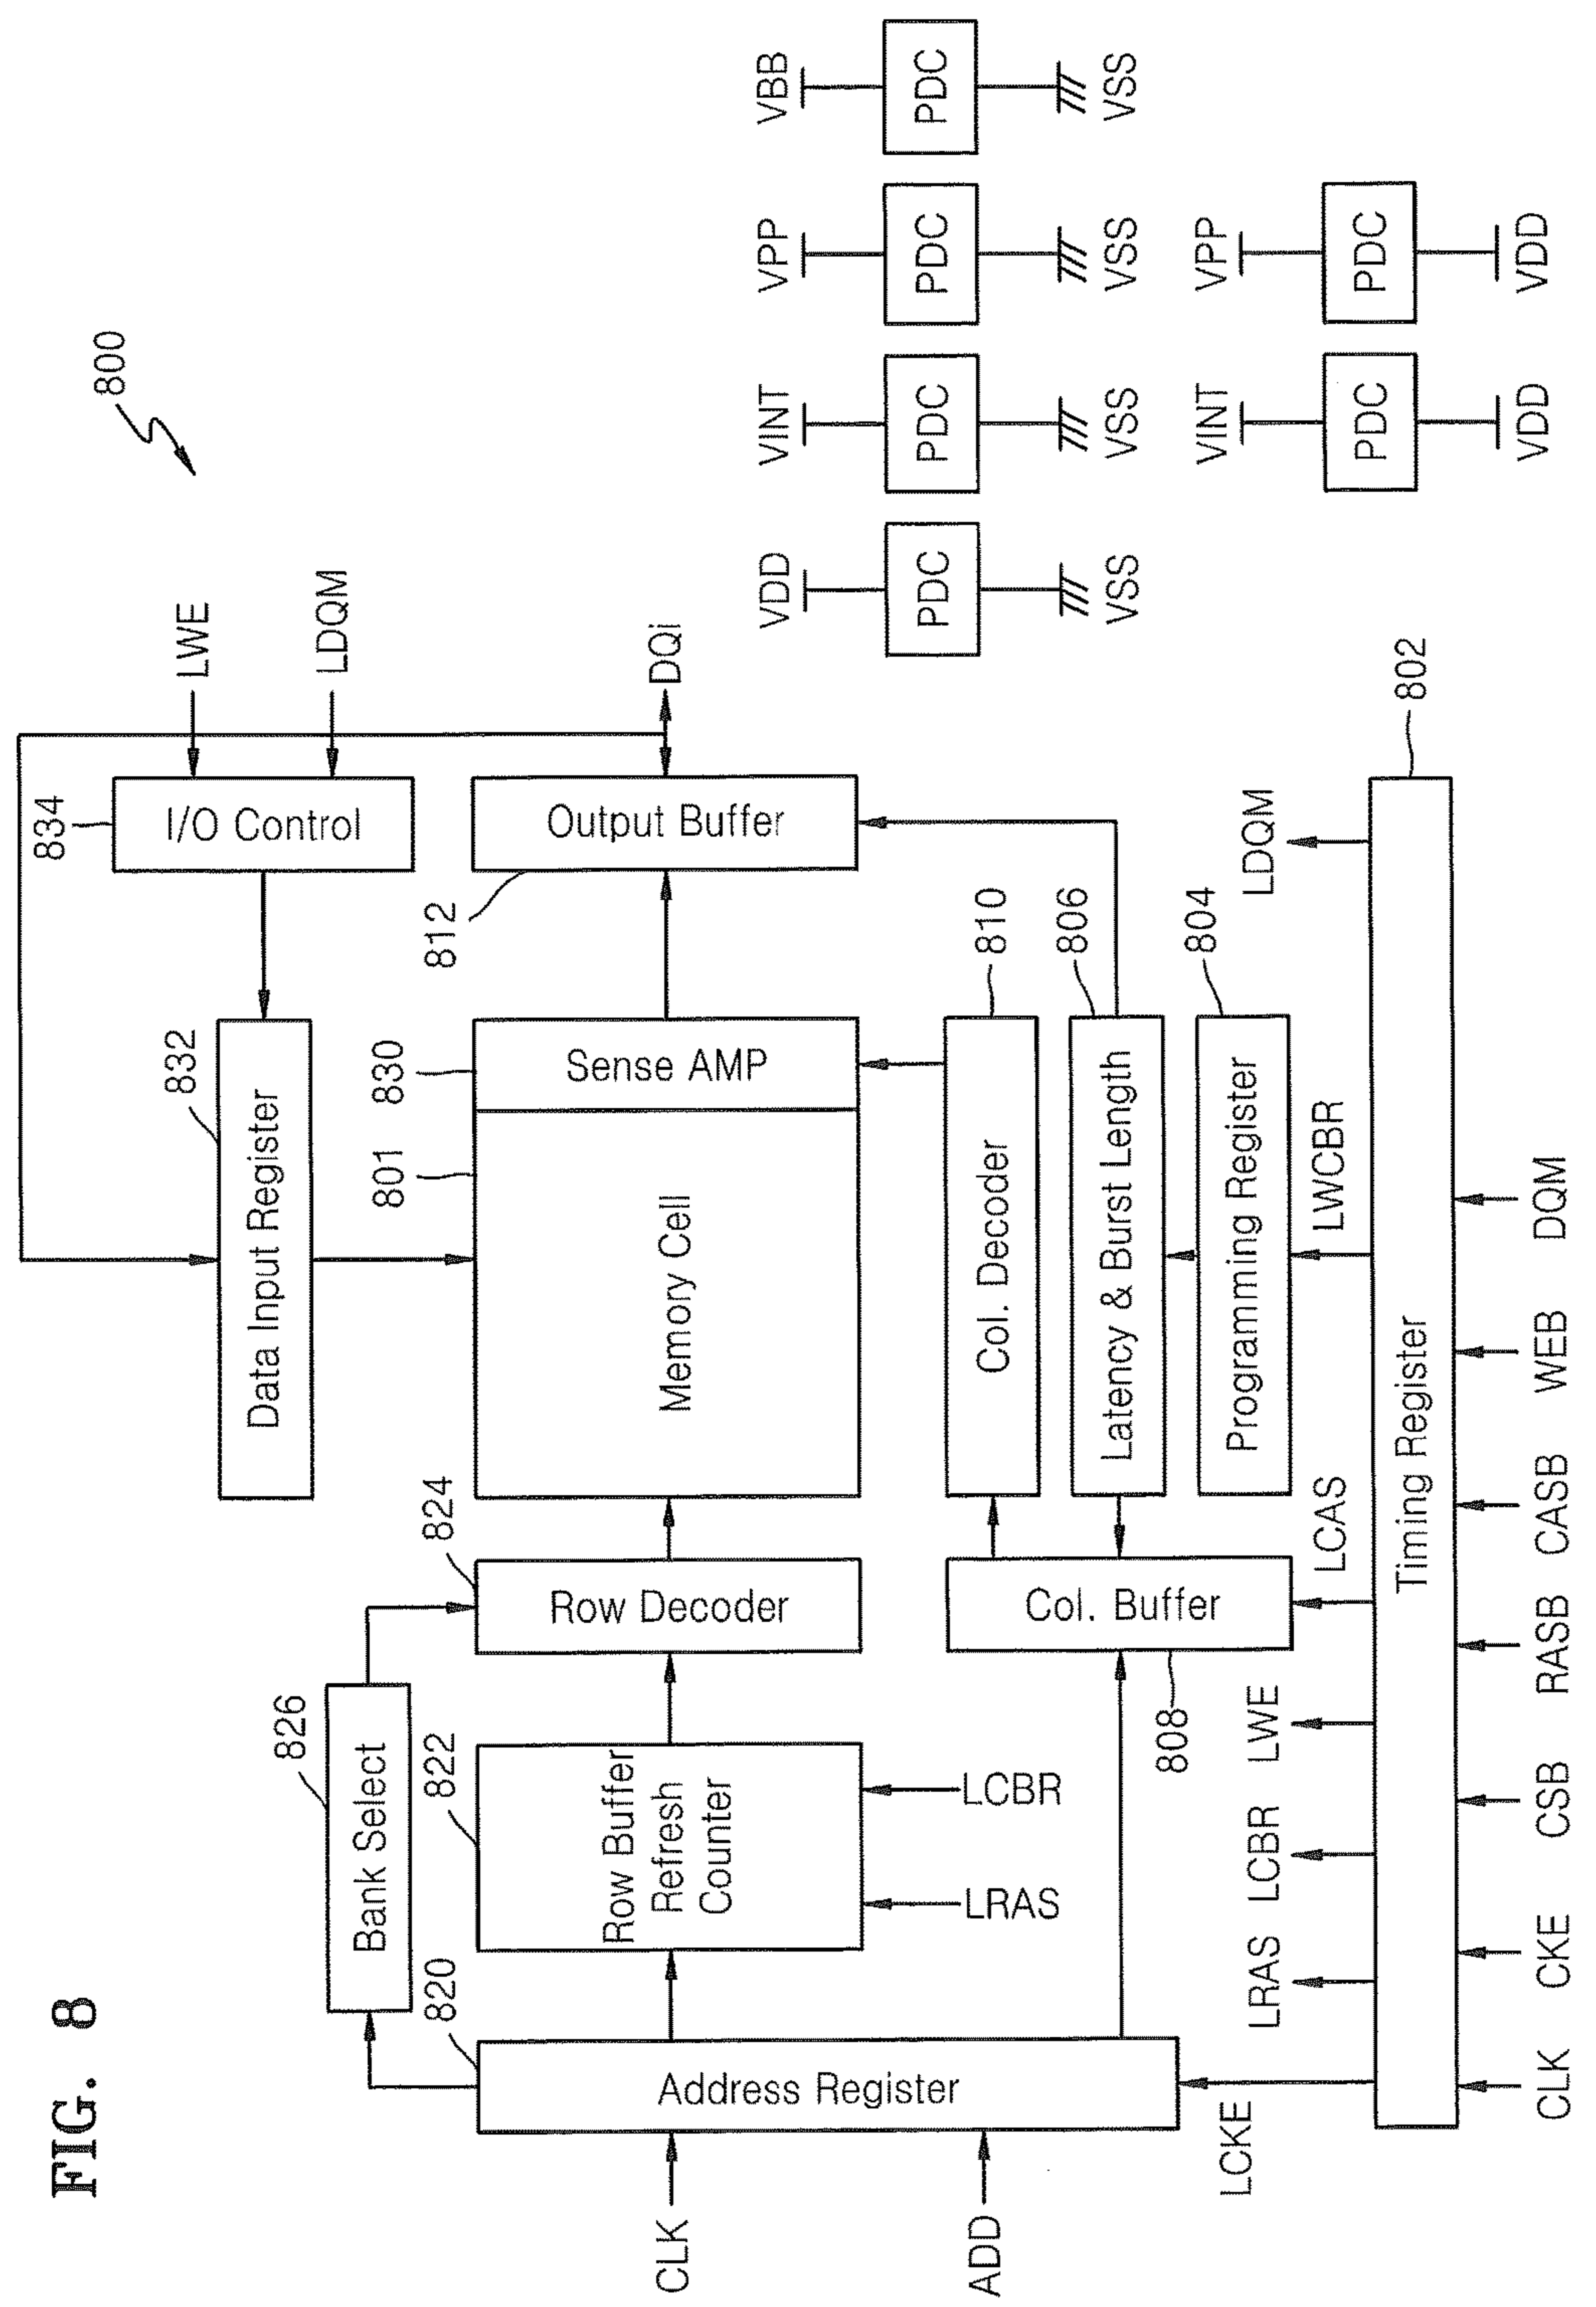 FIG. 8
800
LWE
LDQM
834
I/O Control
832
Data Input Register
826
Bank Select
820
822
824
801
830
812
DQi
CLK
ADD
Address Register
Row Buffer
Refresh
Counter
LRAS
LCBR
Row Decoder
Memory Cell
Sense AMP
Output Buffer
808
Col. Buffer
Col. Decoder
810
Latency & Burst Length
806
Programming Register
804
LCKE
LRAS
LCBR
LWE
LCAS
LWCBR
LDQM
Timing Register
802
CLK
CKE
CSB
RASB
CASB
WEB
DQM
VDD
PDC
VSS
VINT
PDC
VSS
VPP
PDC
VSS
VBB
PDC
VSS
VINT
PDC
VDD
VPP
PDC
VDD